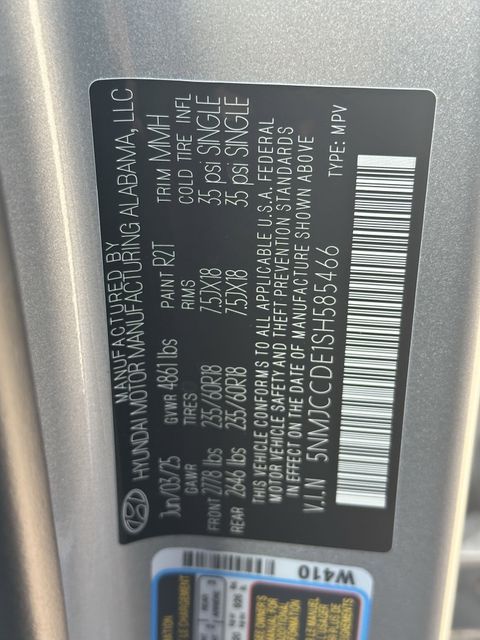 MANUFACTURED BY
HYUNDAI MOTOR MANUFACTURING ALABAMA, LLC
Jun/03/25 GVWR 4861 lbs PAINT R2T TRIM MMH
GAWR TIRES RIMS COLD TIRE INFL
FRONT 2778 lbs 235/60R18 7.5JX18 35 psi SINGLE
REAR 2646 lbs 235/60R18 7.5JX18 35 psi SINGLE
THIS VEHICLE CONFORMS TO ALL APPLICABLE U.S.A. FEDERAL
MOTOR VEHICLE SAFETY AND THEFT PREVENTION STANDARDS
IN EFFECT ON THE DATE OF MANUFACTURE SHOWN ABOVE
V.I.N 5NMJCCDE1SH585466 TYPE: MPV
W410